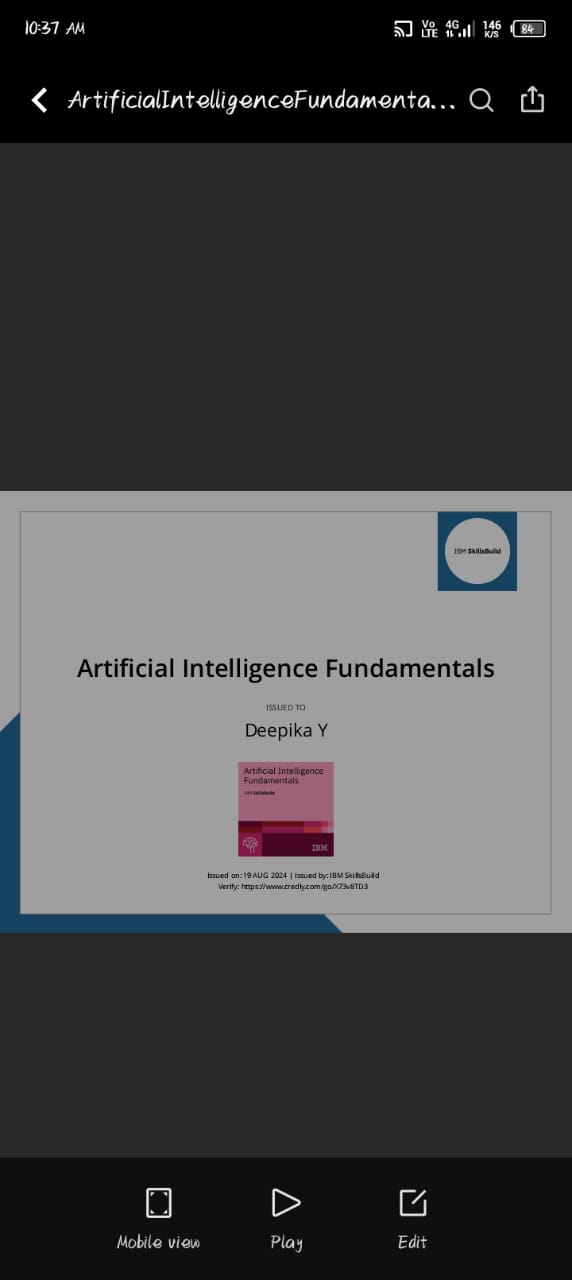 10:37 AM
Vo LTE 4G 146 K/S 84
ArtificialIntelligenceFundamenta...
IBM SkillsBuild
Artificial Intelligence Fundamentals
ISSUED TO
Deepika Y
Artificial Intelligence
Fundamentals
IBM SkillsBuild
IBM
Issued on: 19 AUG 2024 | Issued by: IBM SkillsBuild
Verify: https://www.credly.com/go/X73v8TD3
Mobile view Play Edit